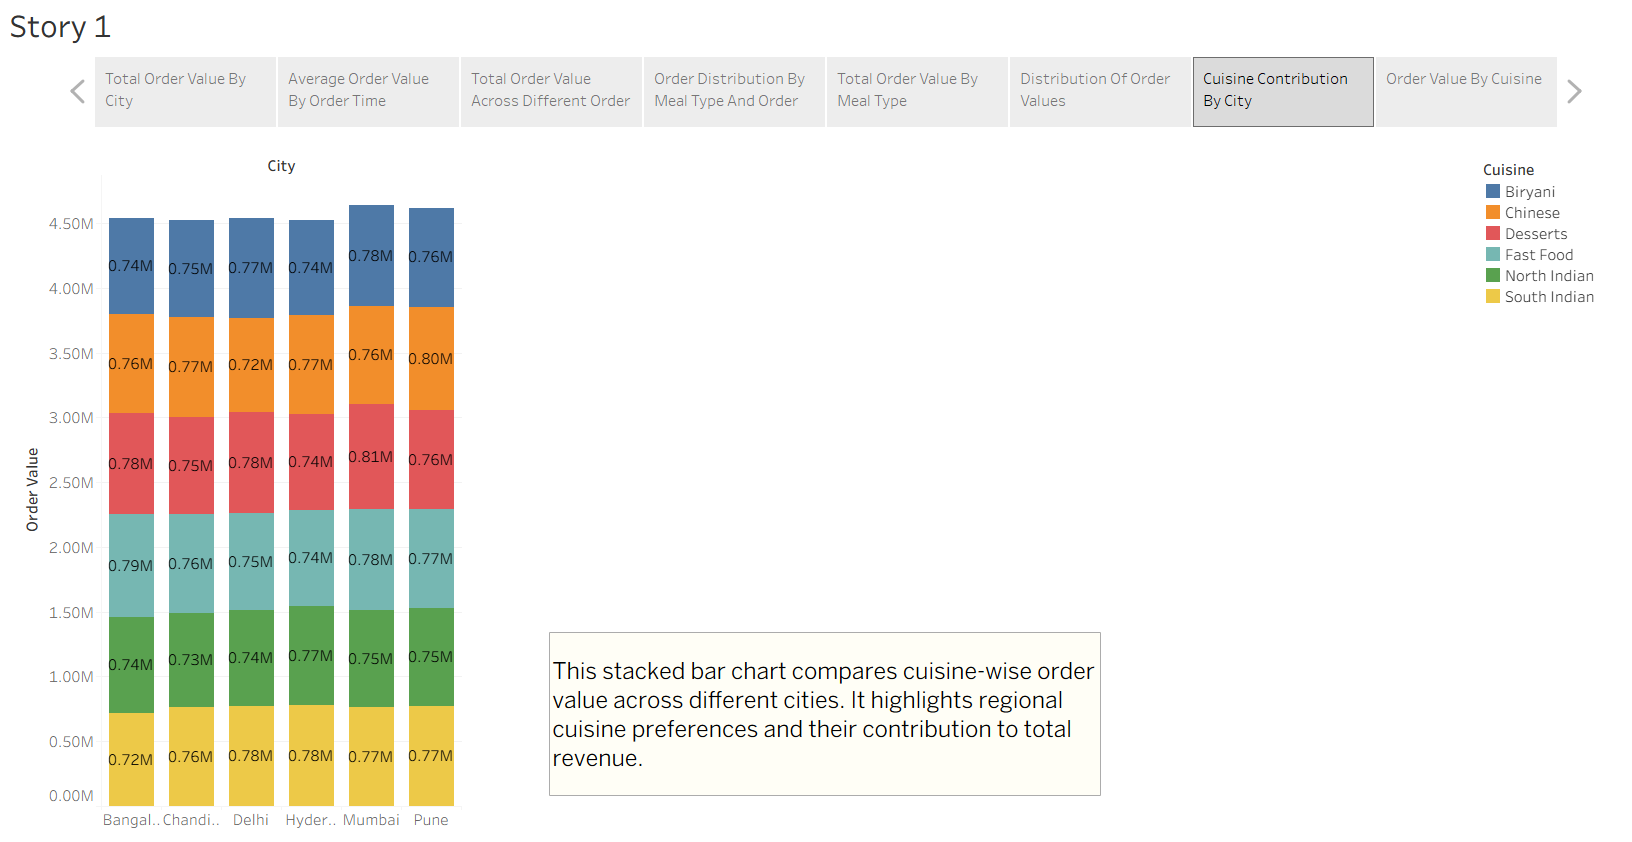 Story 1
Total Order Value By
City
Average Order Value
By Order Time
Total Order Value
Across Different Order
Order Distribution By
Meal Type And Order
Total Order Value By
Meal Type
Distribution Of Order
Values
Cuisine Contribution
By City
Order Value By Cuisine
City
Order Value
4.50M
4.00M
3.50M
3.00M
2.50M
2.00M
1.50M
1.00M
0.50M
0.00M
0.74M 0.75M 0.77M 0.74M 0.78M 0.76M
0.76M 0.77M 0.72M 0.77M 0.76M 0.80M
0.78M 0.75M 0.78M 0.74M 0.81M 0.76M
0.79M 0.76M 0.75M 0.74M 0.78M 0.77M
0.74M 0.73M 0.74M 0.77M 0.75M 0.75M
0.72M 0.76M 0.78M 0.78M 0.77M 0.77M
Bangal.. Chandi.. Delhi Hyder.. Mumbai Pune
This stacked bar chart compares cuisine-wise order
value across different cities. It highlights regional
cuisine preferences and their contribution to total
revenue.
Cuisine
Biryani
Chinese
Desserts
Fast Food
North Indian
South Indian